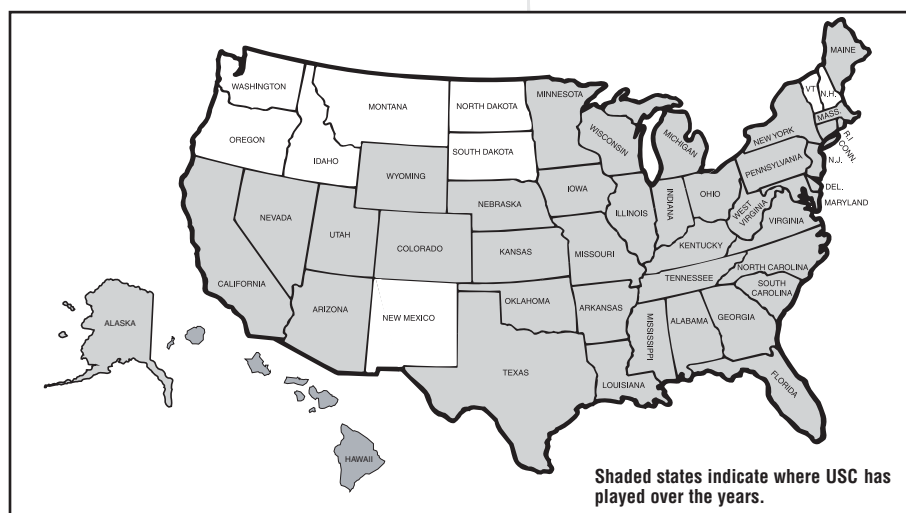 MAINE
WASHINGTON
MONTANA
NORTH DAKOTA
MINNESOTA
VT
N.H.
MASS.
R.I.
CONN.
OREGON
IDAHO
SOUTH DAKOTA
WISCONSIN
MICHIGAN
NEW YORK
N.J.
WYOMING
PENNSYLVANIA
NEBRASKA
IOWA
OHIO
DEL.
MARYLAND
NEVADA
UTAH
COLORADO
KANSAS
MISSOURI
ILLINOIS
INDIANA
WEST
VIRGINIA
VIRGINIA
KENTUCKY
CALIFORNIA
NORTH CAROLINA
TENNESSEE
SOUTH
CAROLINA
ARIZONA
NEW MEXICO
OKLAHOMA
ARKANSAS
MISSISSIPPI
ALABAMA
GEORGIA
ALASKA
TEXAS
LOUISIANA
FLORIDA
HAWAII
Shaded states indicate where USC has
played over the years.